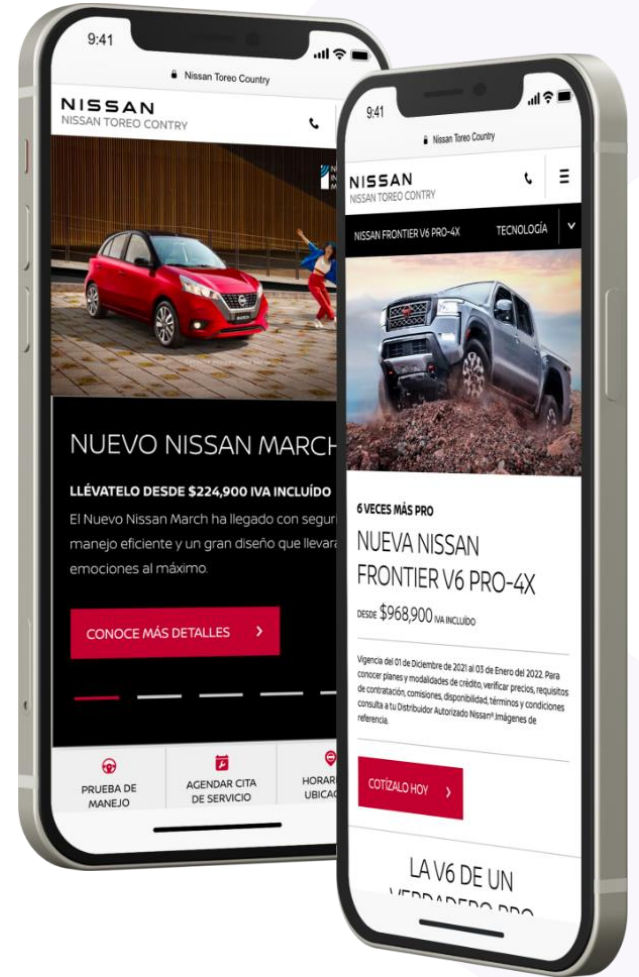 9:41
Nissan Toreo Country
NISSAN
NISSAN TOREO CONTRY
NUEVO NISSAN MARCH
LLÉVATELO DESDE $224,900 IVA INCLUÍDO
El Nuevo Nissan March ha llegado con
manejo eficiente y un gran diseño que
emociones al máximo.
CONOCE MÁS DETALLES
PRUEBA DE
MANEJO
AGENDAR CITA
DE SERVICIO
9:41
Nissan Toreo Country
NISSAN
NISSAN TOREO CONTRY
NISSAN FRONTIER V6 PRO-4X TECNOLOGÍA
6 VECES MÁS PRO
NUEVA NISSAN
FRONTIER V6 PRO-4X
DESDE $968,900 IVA INCLUÍDO
Vigencia del 01 de Diciembre de 2021 al 03 de Enero del 2022. Para
conocer planes y modalidades de crédito, verificar precios, requisitos
de contratación, comisiones, disponibilidad, términos y condiciones
consulta a tu Distribuidor Autorizado Nissan®.Imágenes de
referencia.
COTÍZALO HOY
LA V6 DE UN